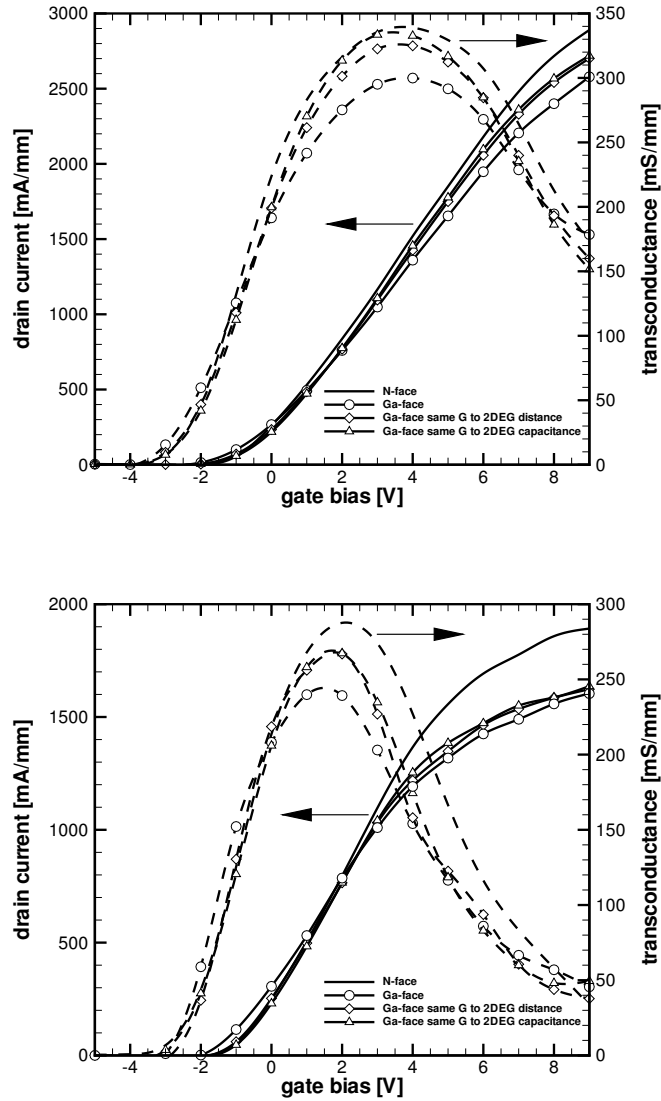 drain current [mA/mm]
3000
2500
2000
1500
1000
500
0
350
300
250
200
150
100
50
0
transconductance [mS/mm]
N-face
Ga-face
Ga-face same G to 2DEG distance
Ga-face same G to 2DEG capacitance
-4 -2 0 2 4 6 8
gate bias [V]
drain current [mA/mm]
2000
1500
1000
500
0
300
250
200
150
100
50
0
transconductance [mS/mm]
N-face
Ga-face
Ga-face same G to 2DEG distance
Ga-face same G to 2DEG capacitance
-4 -2 0 2 4 6 8
gate bias [V]